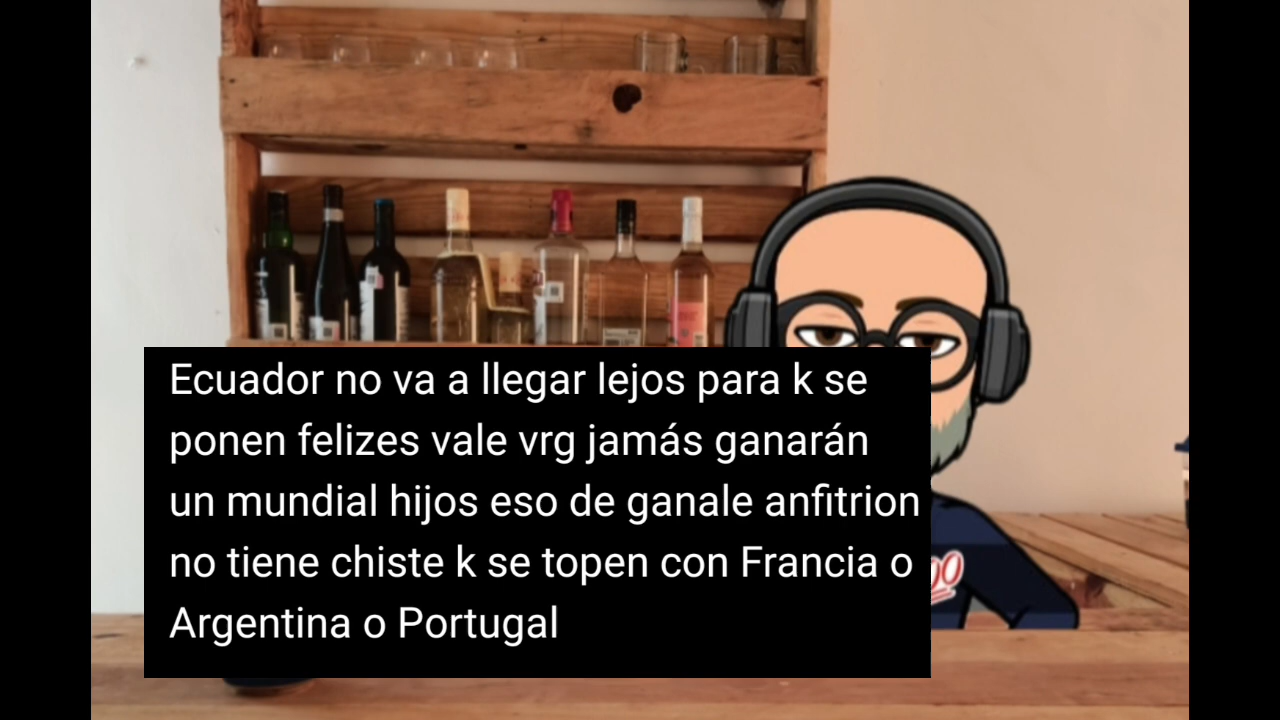 Ecuador no va a llegar lejos para k se
ponen felizes vale vrg jamás ganarán
un mundial hijos eso de ganale anfitrion
no tiene chiste k se topen con Francia o
Argentina o Portugal